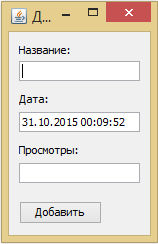 Д...
Название:
Дата:
31.10.2015 00:09:52
Просмотры:
Добавить